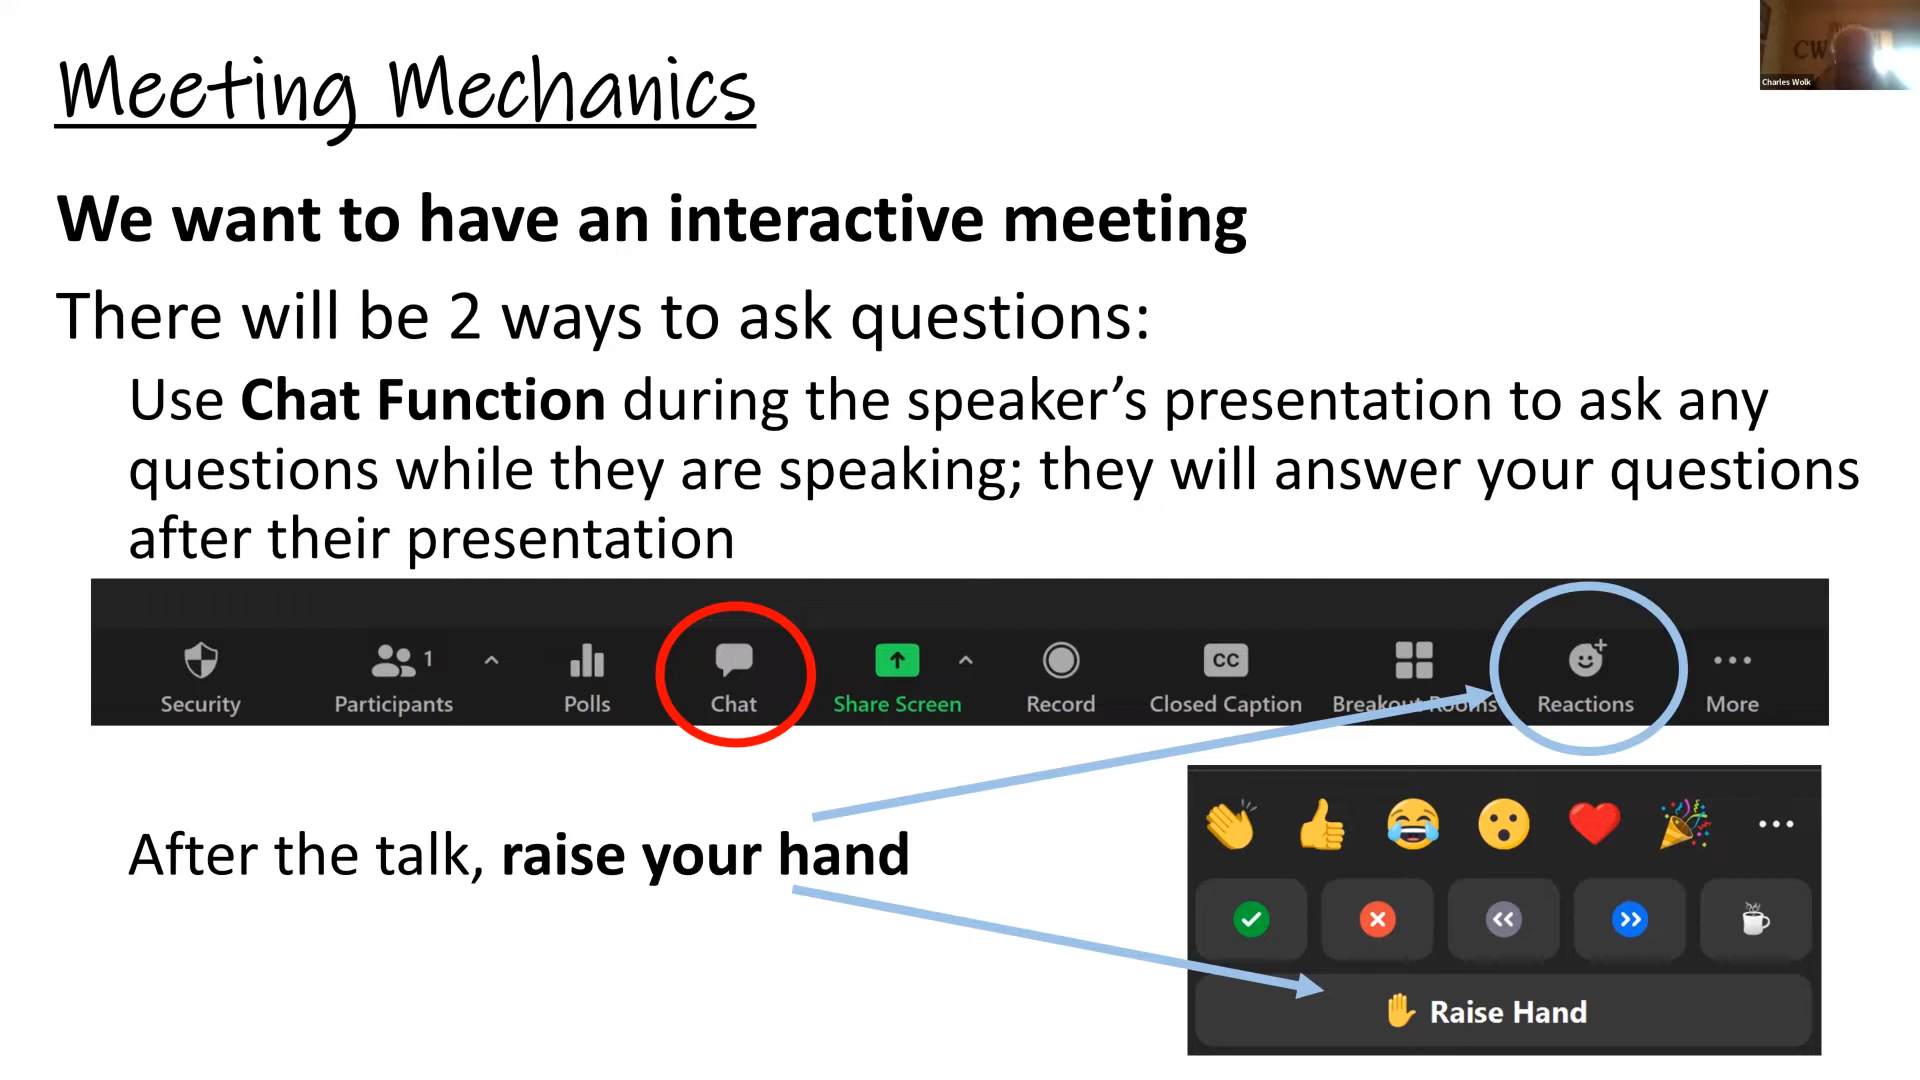 Meeting Mechanics
CW
Charles Wolk
We want to have an interactive meeting
There will be 2 ways to ask questions:
Use Chat Function during the speaker’s presentation to ask any
questions while they are speaking; they will answer your questions
after their presentation
1
CC
Security Participants Polls Chat Share Screen Record Closed Caption Breakout Rooms Reactions More
After the talk, raise your hand
Raise Hand